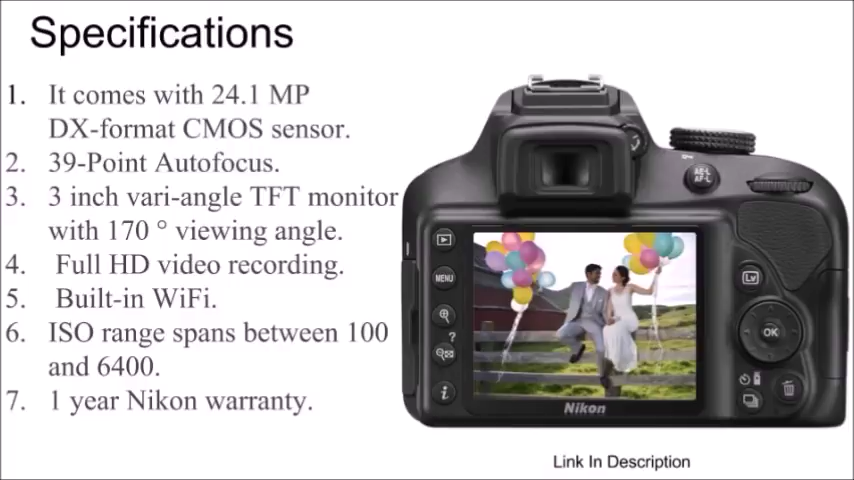 Specifications
1. It comes with 24.1 MP
DX-format CMOS sensor.
2. 39-Point Autofocus.
3. 3 inch vari-angle TFT monitor
with 170 ° viewing angle.
4. Full HD video recording.
5. Built-in WiFi.
6. ISO range spans between 100
and 6400.
7. 1 year Nikon warranty.
AE-L
AF-L
MENU
Lv
OK
?
i
Nikon
Link In Description